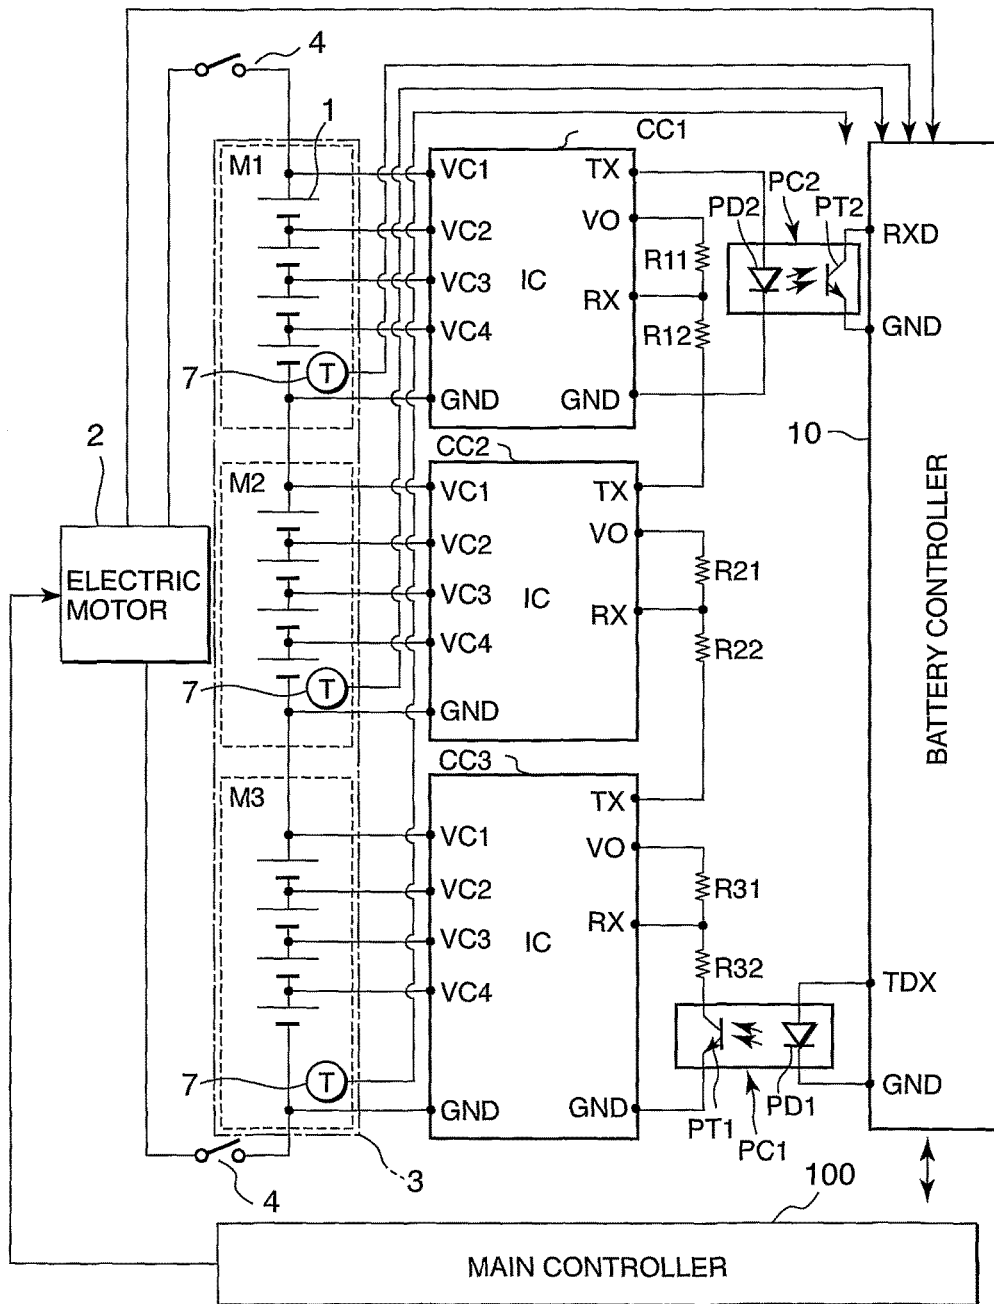 4
1
CC1
M1
VC1
TX
PC2
PD2
PT2
VO
VC2
RXD
R11
VC3
IC
RX
VC4
R12
GND
7
T
GND
GND
10
2
CC2
M2
VC1
TX
VO
VC2
ELECTRIC
MOTOR
R21
VC3
IC
RX
VC4
R22
7
T
GND
BATTERY CONTROLLER
CC3
M3
TX
VC1
VO
VC2
R31
RX
VC3
IC
R32
VC4
TDX
7
T
GND
GND
GND
PT1
PD1
PC1
3
4
100
MAIN CONTROLLER